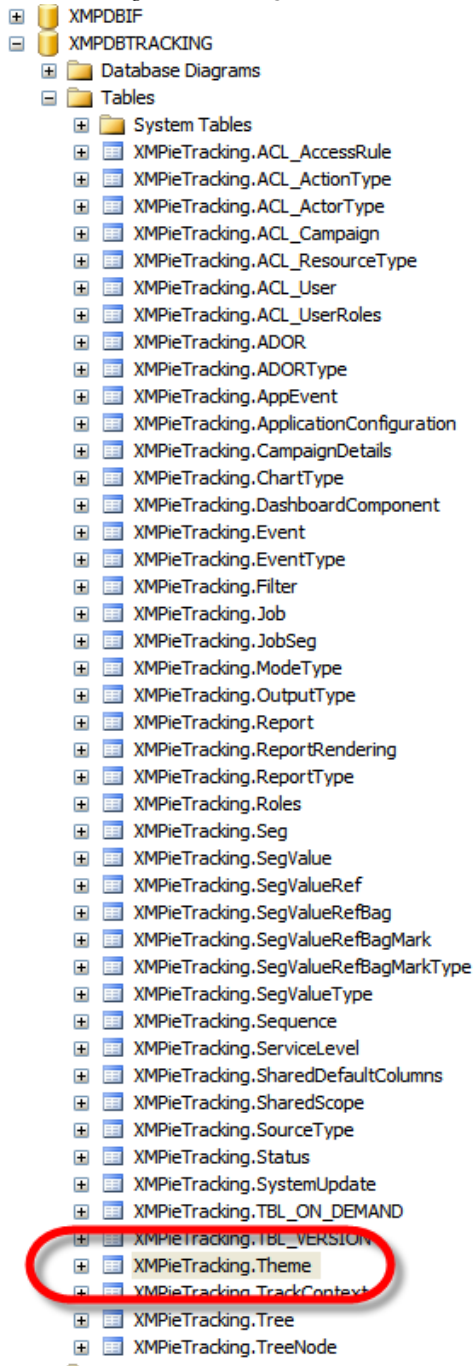 XMPDBIF
XMPDBTRACKING
Database Diagrams
Tables
System Tables
XMPieTracking.ACL_AccessRule
XMPieTracking.ACL_ActionType
XMPieTracking.ACL_ActorType
XMPieTracking.ACL_Campaign
XMPieTracking.ACL_ResourceType
XMPieTracking.ACL_User
XMPieTracking.ACL_UserRoles
XMPieTracking.ADOR
XMPieTracking.ADORType
XMPieTracking.AppEvent
XMPieTracking.ApplicationConfiguration
XMPieTracking.CampaignDetails
XMPieTracking.ChartType
XMPieTracking.DashboardComponent
XMPieTracking.Event
XMPieTracking.EventType
XMPieTracking.Filter
XMPieTracking.Job
XMPieTracking.JobSeg
XMPieTracking.ModeType
XMPieTracking.OutputType
XMPieTracking.Report
XMPieTracking.ReportRendering
XMPieTracking.ReportType
XMPieTracking.Roles
XMPieTracking.Seg
XMPieTracking.SegValue
XMPieTracking.SegValueRef
XMPieTracking.SegValueRefBag
XMPieTracking.SegValueRefBagMark
XMPieTracking.SegValueRefBagMarkType
XMPieTracking.SegValueType
XMPieTracking.Sequence
XMPieTracking.ServiceLevel
XMPieTracking.SharedDefaultColumns
XMPieTracking.SharedScope
XMPieTracking.SourceType
XMPieTracking.Status
XMPieTracking.SystemUpdate
XMPieTracking.TBL_ON_DEMAND
XMPieTracking.TBL_VERSION
XMPieTracking.Theme
XMPieTracking.TrackContext
XMPieTracking.Tree
XMPieTracking.TreeNode